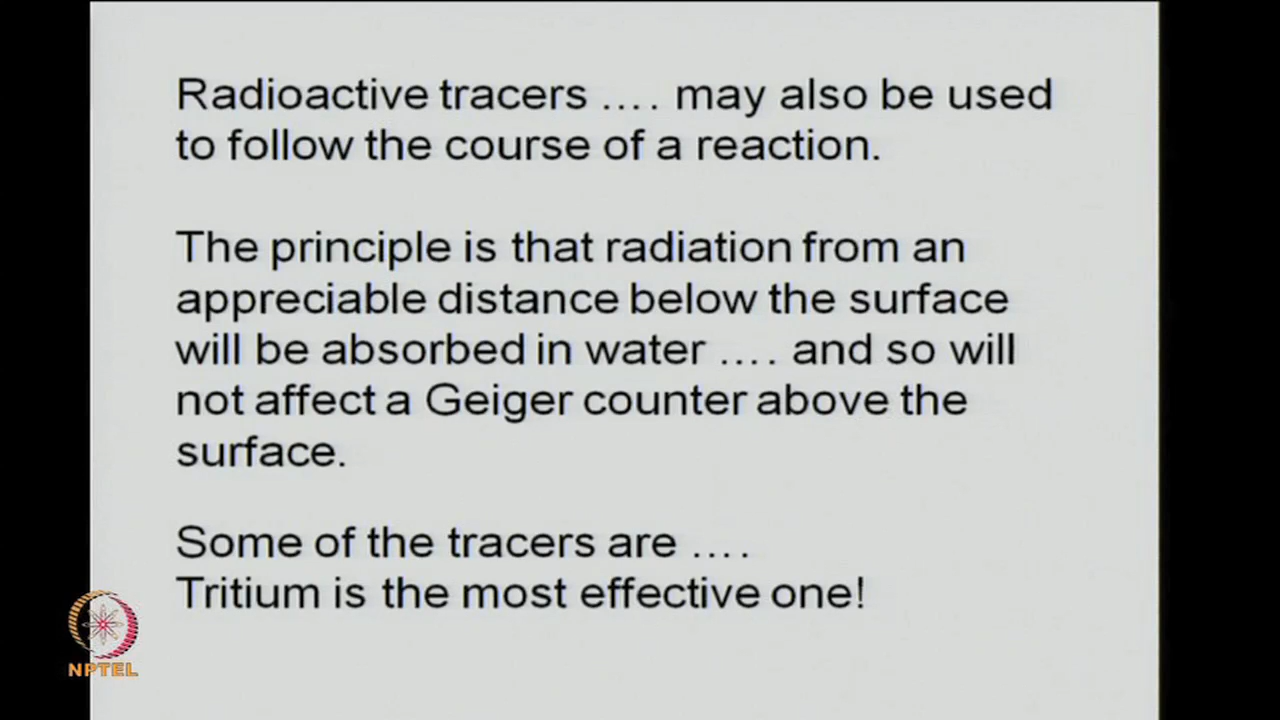 Radioactive tracers .... may also be used
to follow the course of a reaction.
The principle is that radiation from an
appreciable distance below the surface
will be absorbed in water .... and so will
not affect a Geiger counter above the
surface.
Some of the tracers are ....
Tritium is the most effective one!
NPTEL